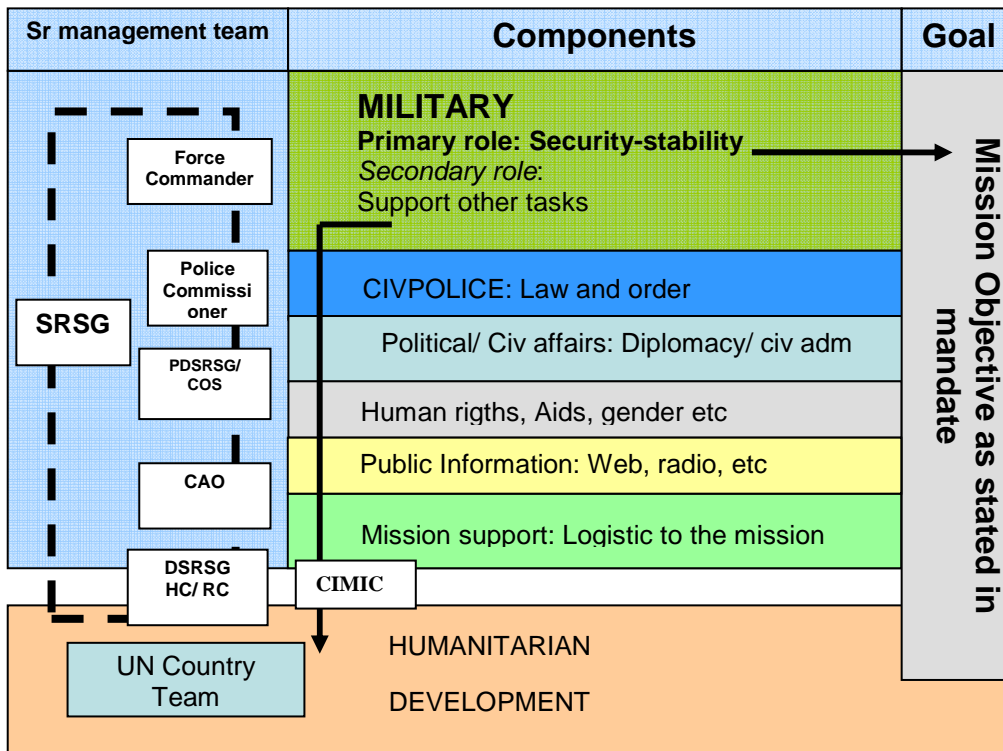 Sr management team
Components
Goal
MILITARY
Primary role: Security-stability
Secondary role:
Support other tasks
Force
Commander
Police
Commissi
oner
SRSG
PDSRSG/
COS
CAO
DSRSG
HC/ RC
CIVPOLICE: Law and order
Political/ Civ affairs: Diplomacy/ civ adm
Human rigths, Aids, gender etc
Public Information: Web, radio, etc
Mission support: Logistic to the mission
CIMIC
UN Country
Team
HUMANITARIAN
DEVELOPMENT
Mission Objective as stated in
mandate